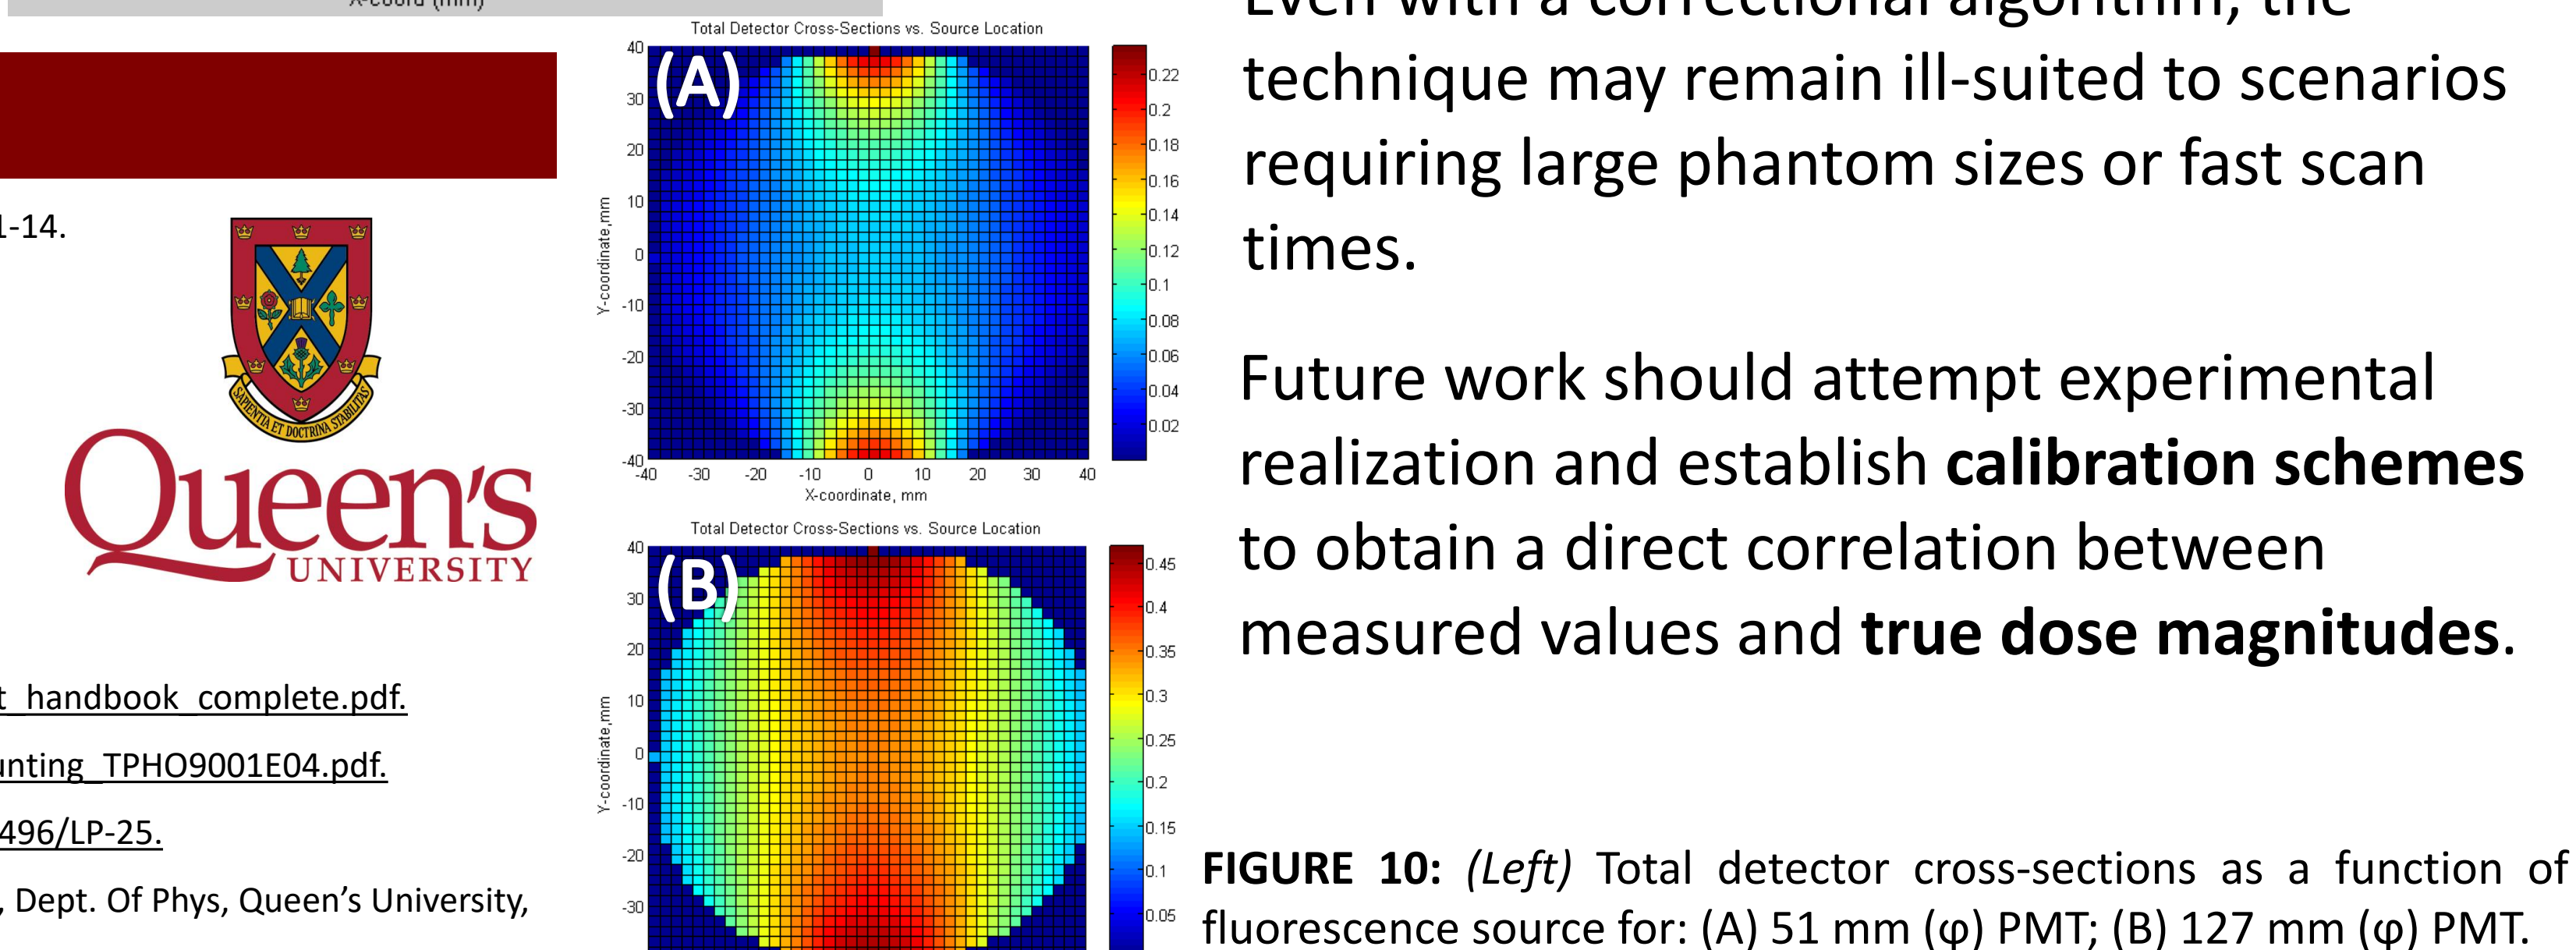 X-coord (mm)
1-14.
SAPIENTIA ET DOCTRINA STABILITAS
Queen's
UNIVERSITY
t_handbook_complete.pdf.
unting_TPHO9001E04.pdf.
496/LP-25.
, Dept. Of Phys, Queen's University,
Total Detector Cross-Sections vs. Source Location
(A)
40
30
20
10
0
-10
-20
-30
-40
Y-coordinate,mm
-40 -30 -20 -10 0 10 20 30 40
X-coordinate, mm
0.22
0.2
0.18
0.16
0.14
0.12
0.1
0.08
0.06
0.04
0.02
Total Detector Cross-Sections vs. Source Location
(B)
40
30
20
10
0
-10
-20
-30
Y-coordinate,mm
0.45
0.4
0.35
0.3
0.25
0.2
0.15
0.1
0.05
Even with a correctional algorithm, the
technique may remain ill-suited to scenarios
requiring large phantom sizes or fast scan
times.
Future work should attempt experimental
realization and establish calibration schemes
to obtain a direct correlation between
measured values and true dose magnitudes.
FIGURE 10: (Left) Total detector cross-sections as a function of
fluorescence source for: (A) 51 mm (φ) PMT; (B) 127 mm (φ) PMT.